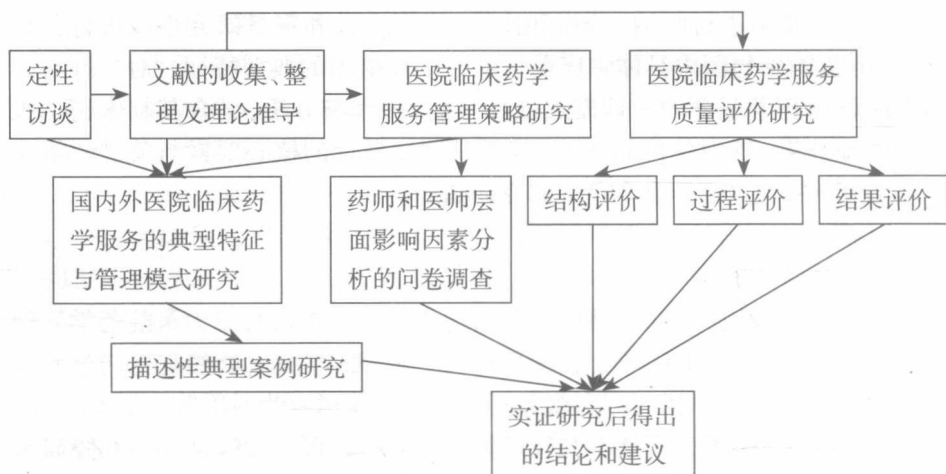 定性
访谈
文献的收集、整
理及理论推导
医院临床药学
服务管理策略研究
医院临床药学服务
质量评价研究
国内外医院临床药
学服务的典型特征
与管理模式研究
药师和医师层
面影响因素分
析的问卷调查
结构评价
过程评价
结果评价
描述性典型案例研究
实证研究后得出
的结论和建议